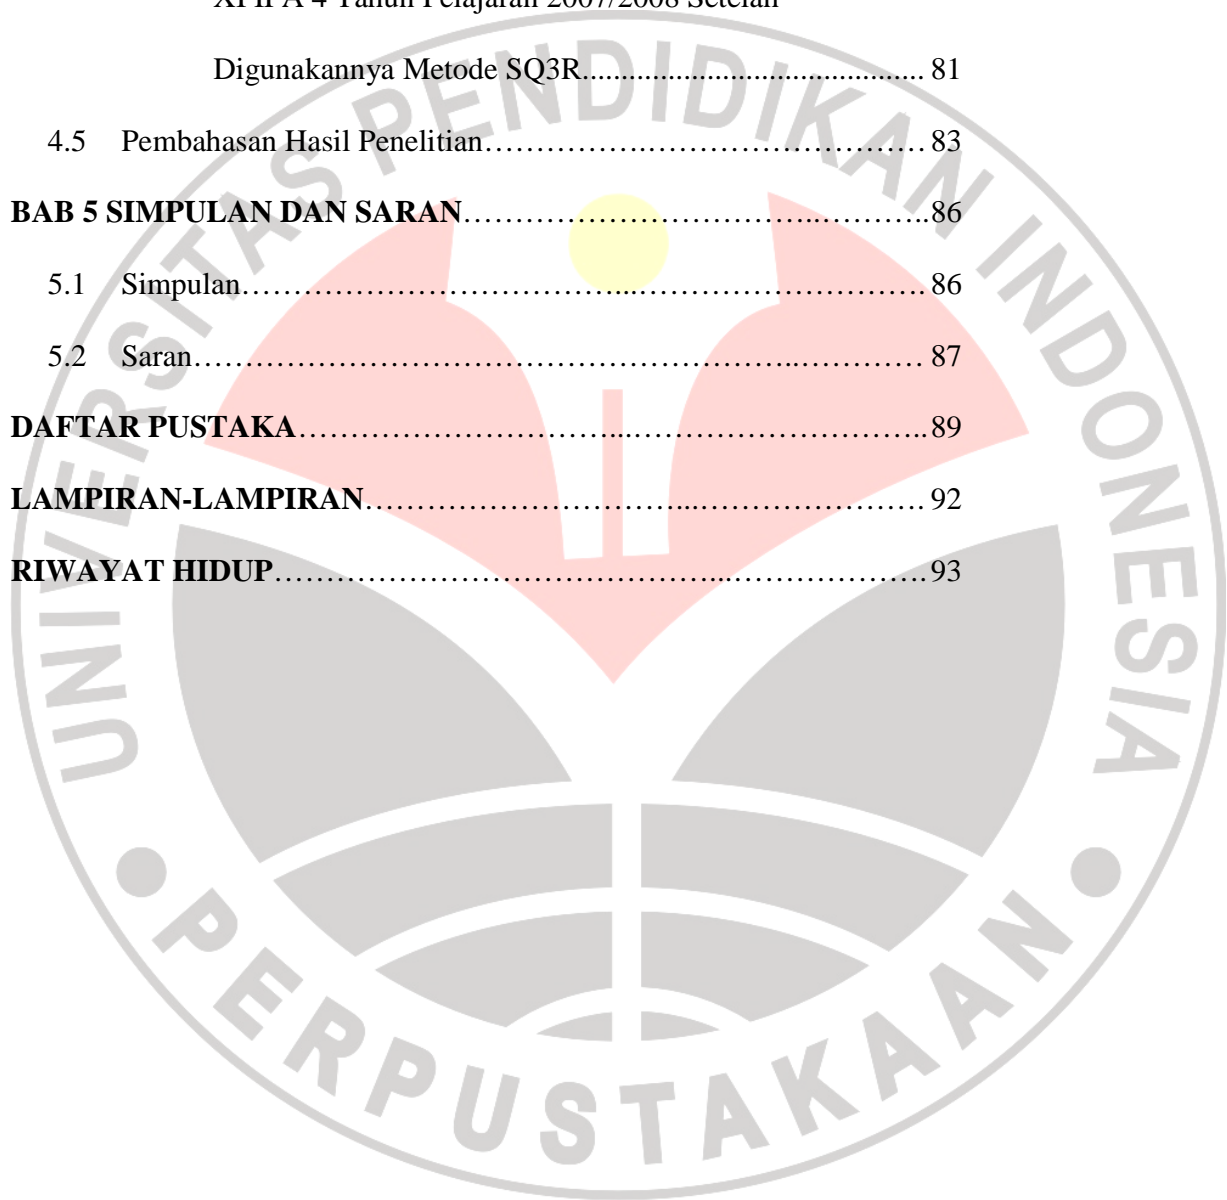 XI IPA 4 Tahun Pelajaran 2007/2008 Setelah
Digunakannya Metode SQ3R............................................ 81
4.5 Pembahasan Hasil Penelitian…………….……………………… 83
BAB 5 SIMPULAN DAN SARAN…………………………….………..86
5.1 Simpulan………………………………...………………………. 86
5.2 Saran…………………………………………………..………… 87
DAFTAR PUSTAKA…………………………...……………………….. 89
LAMPIRAN-LAMPIRAN…………………………...…………………. 92
RIWAYAT HIDUP……………………………………..………………. 93
UNIVERSITAS PENDIDIKAN INDONESIA
PERPUSTAKAAN